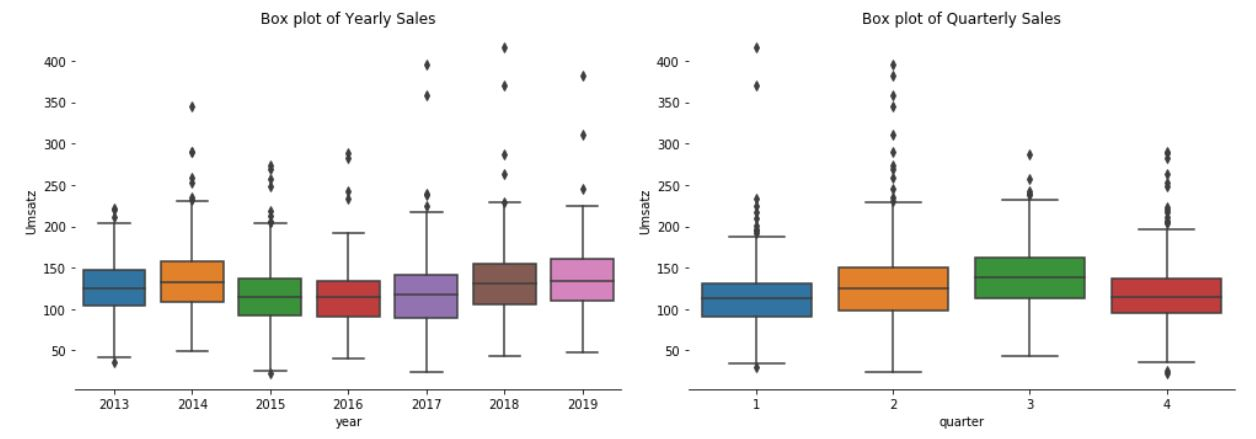 Box plot of Yearly Sales
400
350
300
250
200
150
100
50
Umsatz
2013 2014 2015 2016 2017 2018 2019
year
Box plot of Quarterly Sales
400
350
300
250
200
150
100
50
Umsatz
1 2 3 4
quarter